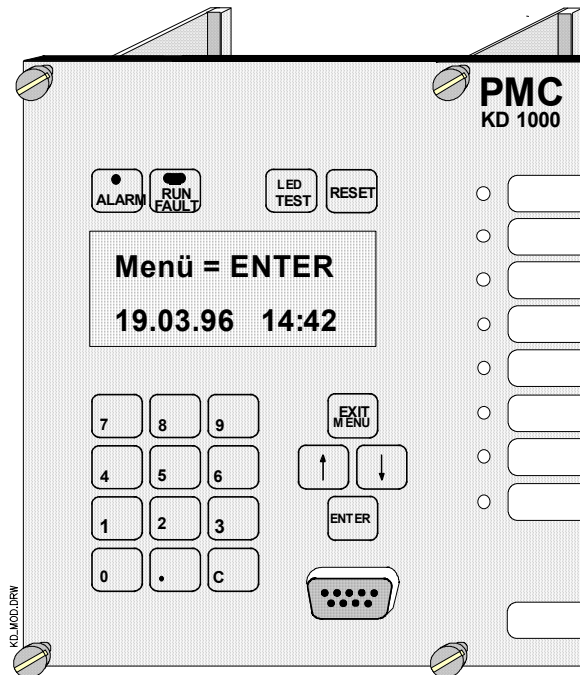 PMC
KD 1000
ALARM
RUN
FAULT
LED
TEST
RESET
Menü = ENTER
19.03.96 14:42
7 8 9
EXIT
MENU
4 5 6
↑ ↓
1 2 3
ENTER
0 . C
KD_MOD.DRW